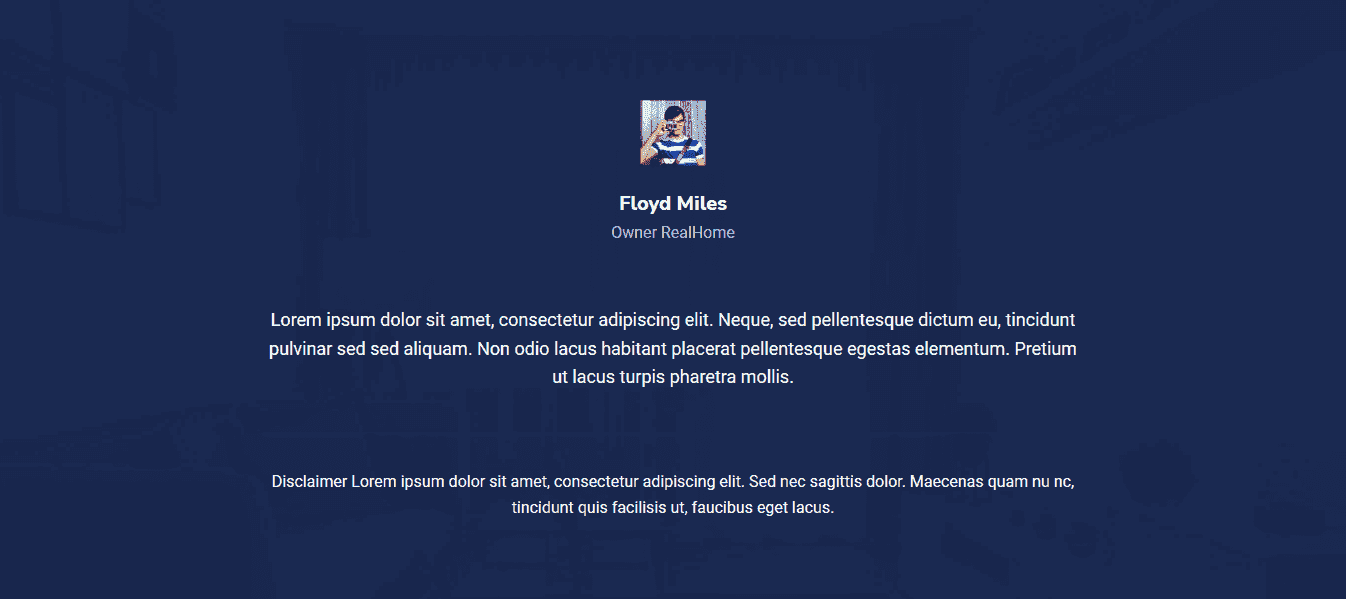 Floyd Miles
Owner RealHome
Lorem ipsum dolor sit amet, consectetur adipiscing elit. Neque, sed pellentesque dictum eu, tincidunt
pulvinar sed sed aliquam. Non odio lacus habitant placerat pellentesque egestas elementum. Pretium
ut lacus turpis pharetra mollis.
Disclaimer Lorem ipsum dolor sit amet, consectetur adipiscing elit. Sed nec sagittis dolor. Maecenas quam nu nc,
tincidunt quis facilisis ut, faucibus eget lacus.